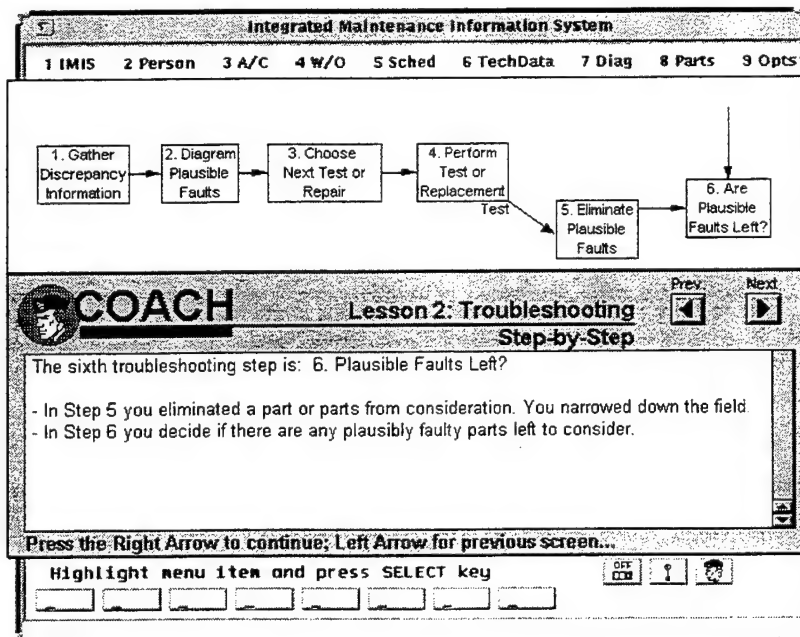 Integrated Maintenance Information System
1 IMIS 2 Person 3 A/C 4 W/O 5 Sched 6 TechData 7 Diag 8 Parts 9 Opts
1. Gather
Discrepancy
Information
2. Diagram
Plausible
Faults
3. Choose
Next Test or
Repair
4. Perform
Test or
Replacement
Test
5. Eliminate
Plausible
Faults
6. Are
Plausible
Faults Left?
COACH
Lesson 2: Troubleshooting
Step-by-Step
Prev.
Next
The sixth troubleshooting step is: 6. Plausible Faults Left?
- In Step 5 you eliminated a part or parts from consideration. You narrowed down the field.
- In Step 6 you decide if there are any plausibly faulty parts left to consider.
Press the Right Arrow to continue; Left Arrow for previous screen...
Highlight menu item and press SELECT key
OFF